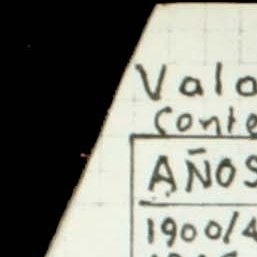 Valo
Conte
AÑOS
1900/4